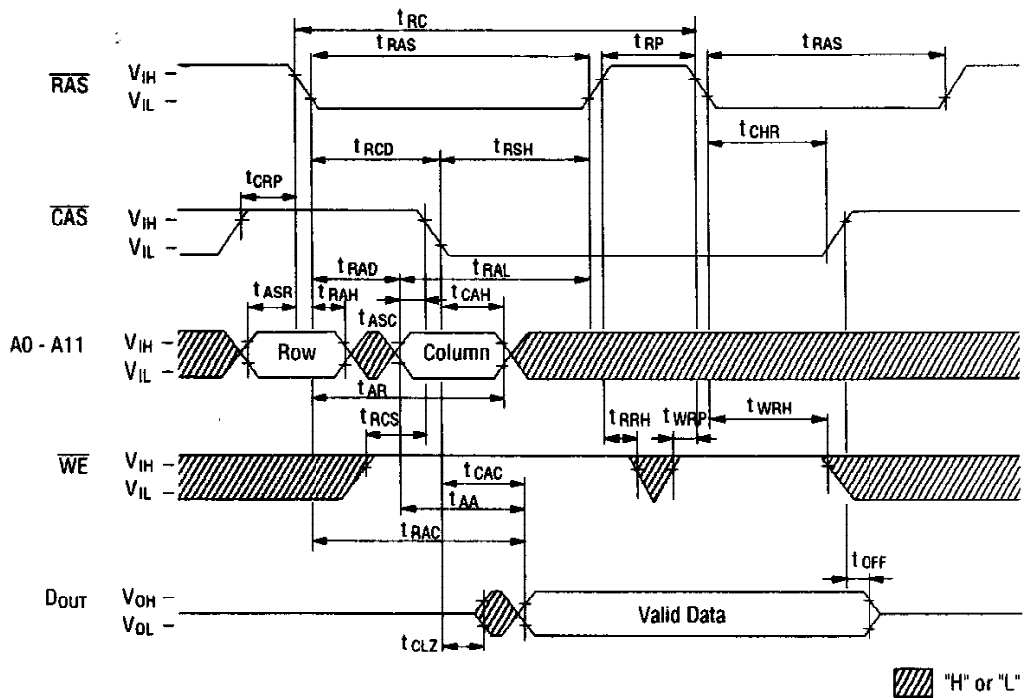 tRC
tRAS tRP tRAS
RAS VIH
VIL
tRCD tRSH tCHR
tCRP
CAS VIH
VIL
tRAD tRAL
tASR tRAH tCAH
tASC
A0 - A11 VIH Row Column
VIL
tAR
tRCS tRRH tWRP tWRH
WE VIH
VIL
tCAC
tAA
tRAC
tOFF
DOUT VOH Valid Data
VOL
tCLZ
"H" or "L"